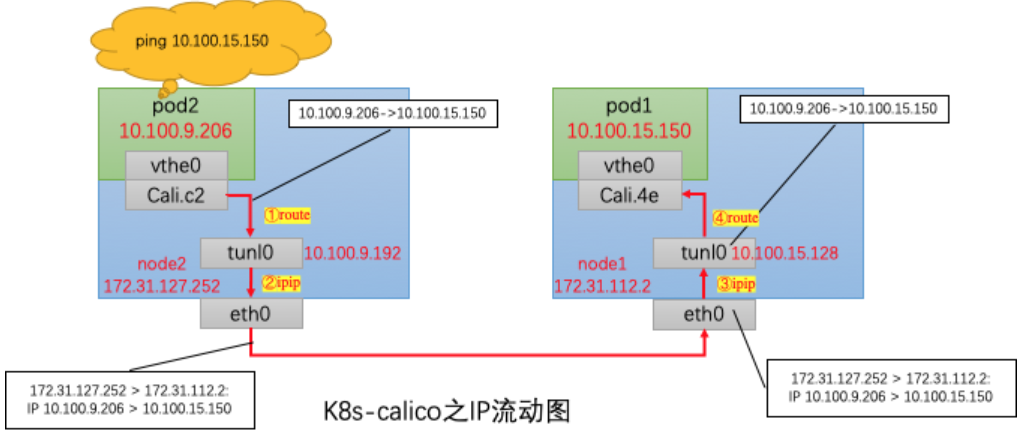 ping 10.100.15.150
pod2
10.100.9.206
vthe0
Cali.c2
10.100.9.206->10.100.15.150
①route
tunl0
10.100.9.192
node2
172.31.127.252
②ipip
eth0
172.31.127.252 > 172.31.112.2:
IP 10.100.9.206 > 10.100.15.150
pod1
10.100.15.150
vthe0
Cali.4e
10.100.9.206->10.100.15.150
④route
tunl0
10.100.15.128
node1
172.31.112.2
③ipip
eth0
172.31.127.252 > 172.31.112.2:
IP 10.100.9.206 > 10.100.15.150
K8s-calico之IP流动图